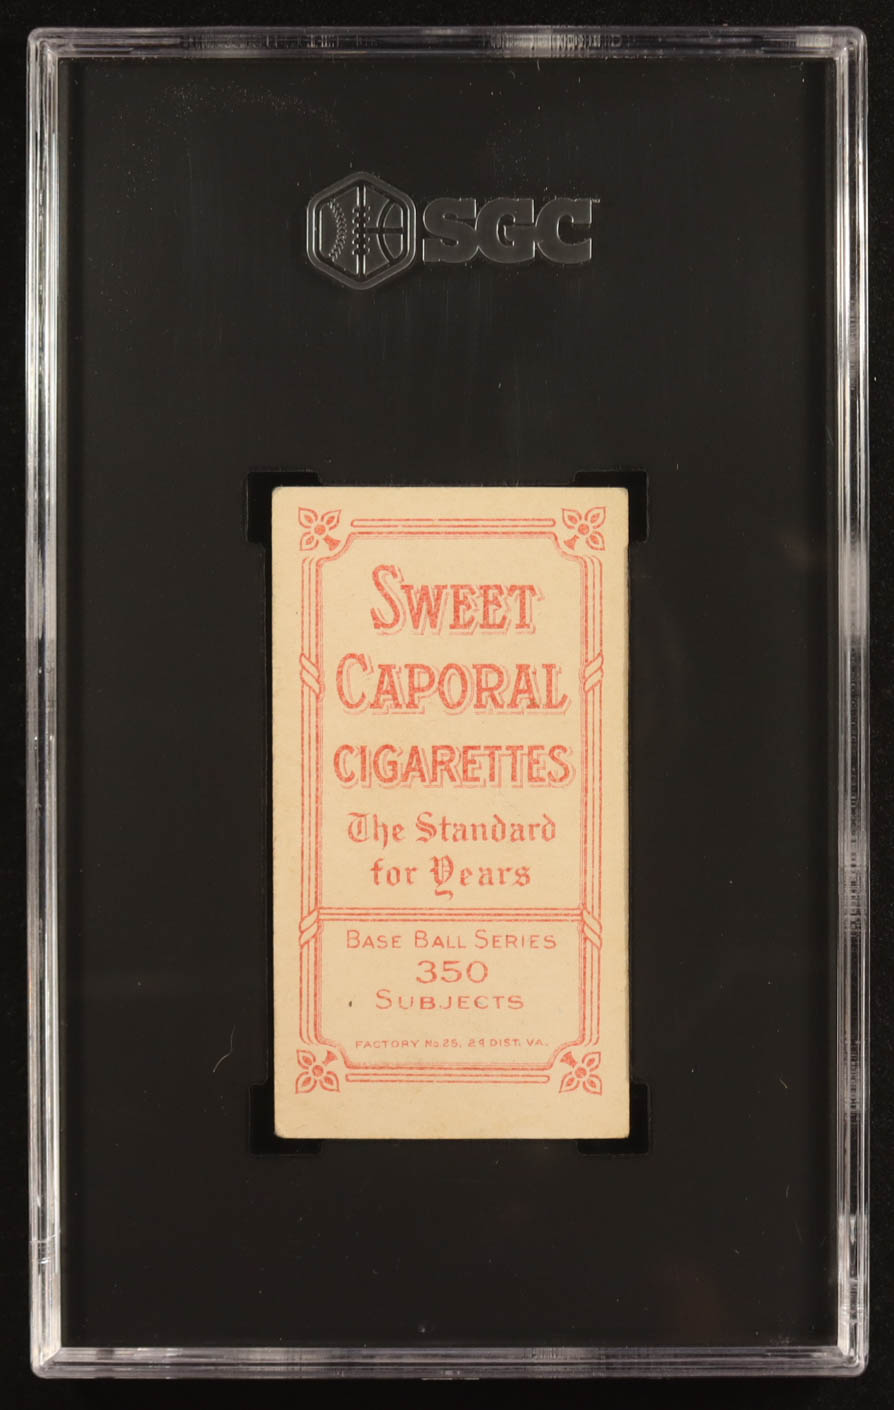 SGC
SWEET
CAPORAL
CIGARETTES
The Standard
for Years
BASE BALL SERIES
350
SUBJECTS
FACTORY No. 25, 2d DIST. VA.